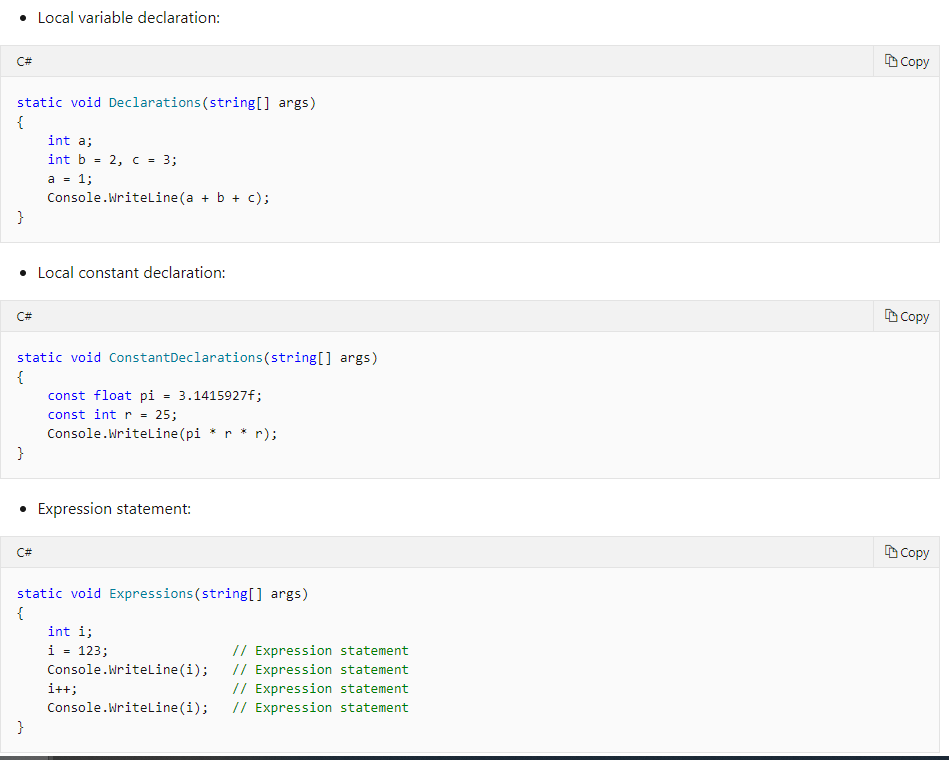 • Local variable declaration:
C# Copy
static void Declarations(string[] args)
{
    int a;
    int b = 2, c = 3;
    a = 1;
    Console.WriteLine(a + b + c);
}
• Local constant declaration:
C# Copy
static void ConstantDeclarations(string[] args)
{
    const float pi = 3.1415927f;
    const int r = 25;
    Console.WriteLine(pi * r * r);
}
• Expression statement:
C# Copy
static void Expressions(string[] args)
{
    int i;
    i = 123;                // Expression statement
    Console.WriteLine(i);   // Expression statement
    i++;                    // Expression statement
    Console.WriteLine(i);   // Expression statement
}